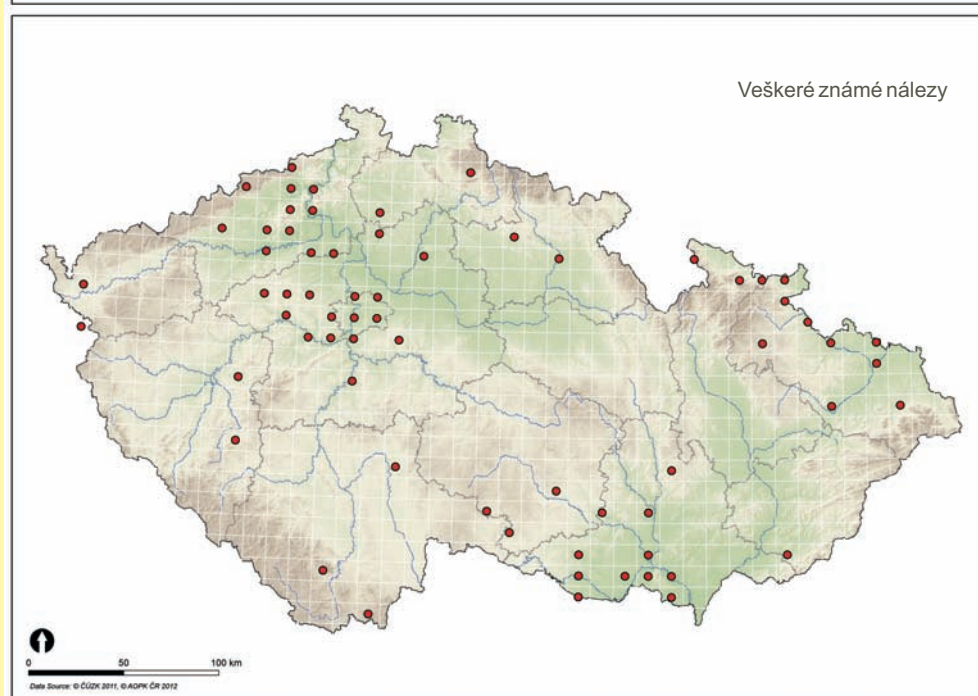 Veškeré známé nálezy
0 50 100 km
Data Source: © ČÚZK 2011, © AOPK ČR 2012